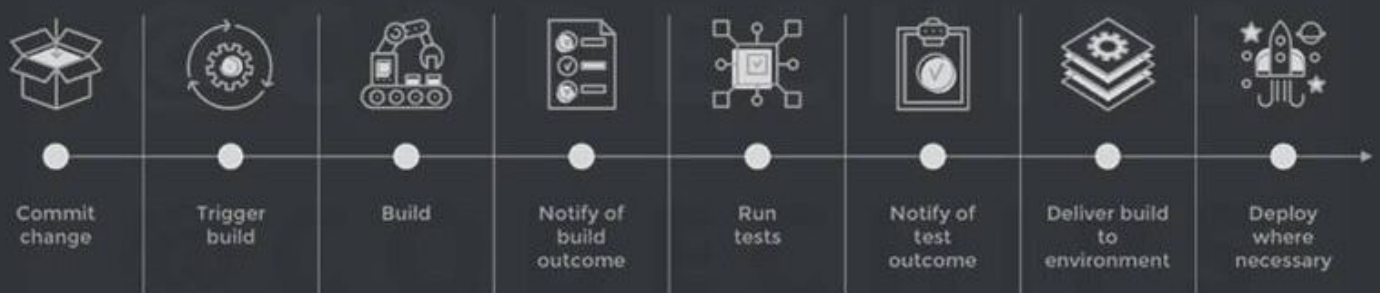 Commit
change
Trigger
build
Build
Notify of
build
outcome
Run
tests
Notify of
test
outcome
Deliver build
to
environment
Deploy
where
necessary